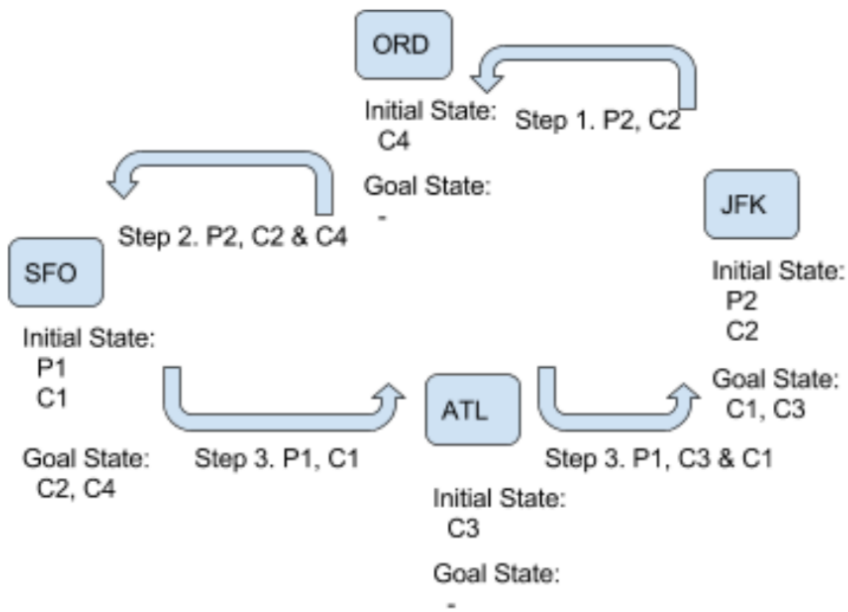 ORD
Initial State:
C4
Goal State:
-
Step 1. P2, C2
JFK
Initial State:
P2
C2
Goal State:
C1, C3
Step 2. P2, C2 & C4
SFO
Initial State:
P1
C1
Goal State:
C2, C4
Step 3. P1, C1
ATL
Initial State:
C3
Goal State:
-
Step 3. P1, C3 & C1